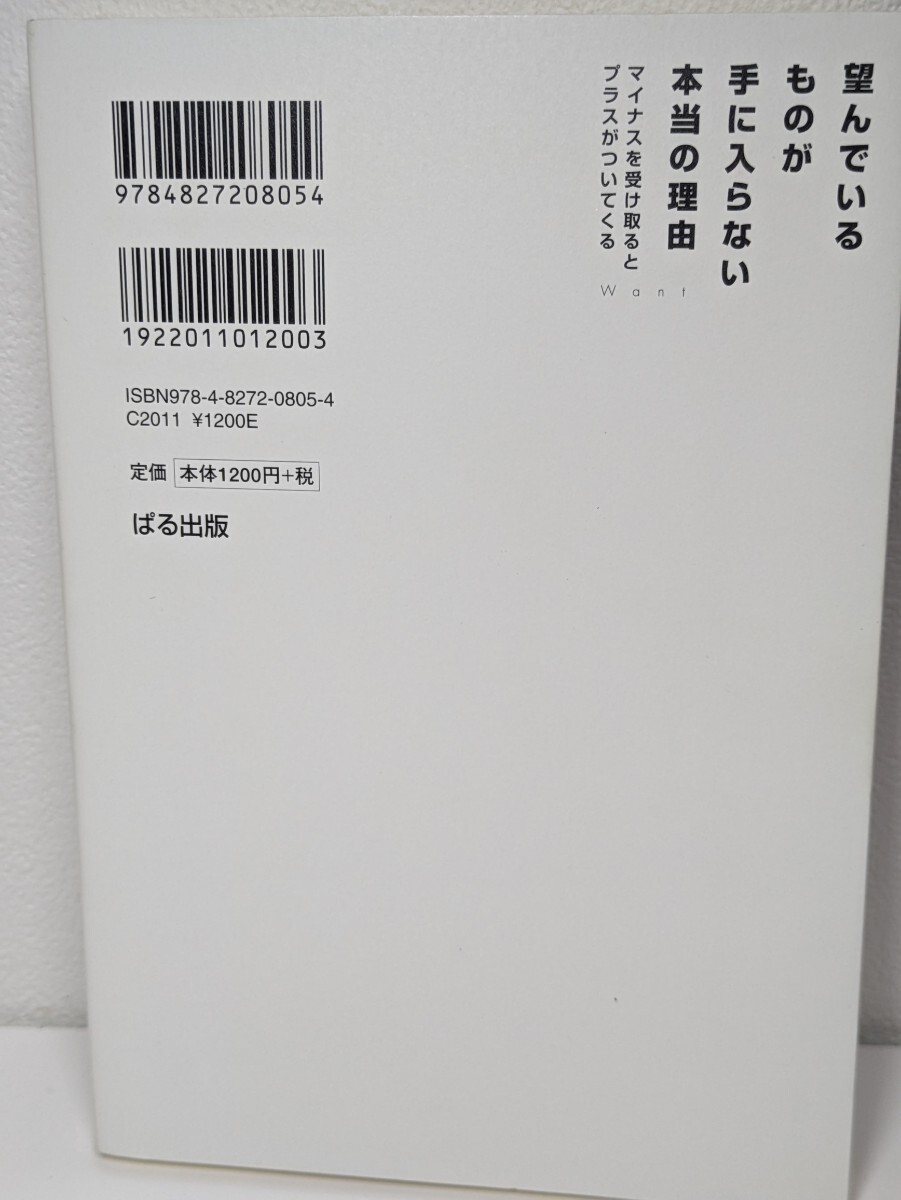 望んでいる
ものが
手に入らない
本当の理由
マイナスを受け取ると
プラスがついてくる
Want
9784827208054
1922011012003
ISBN978-4-8272-0805-4
C2011 ¥1200E
定価 本体1200円+税
ぱる出版